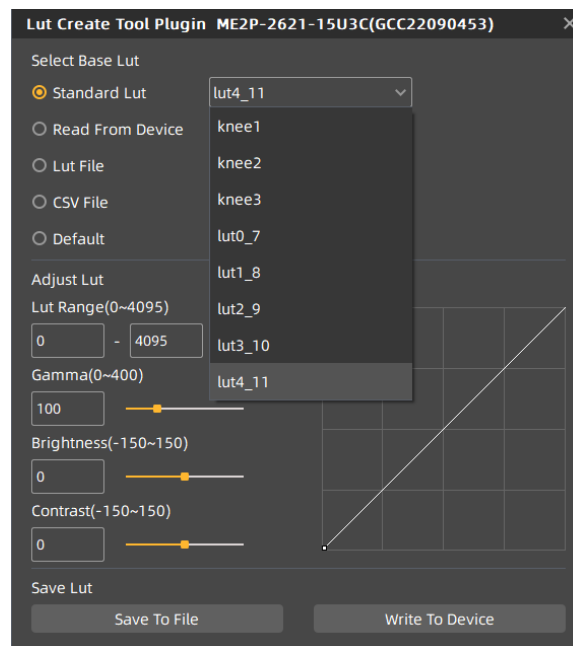 Lut Create Tool Plugin ME2P-2621-15U3C(GCC22090453)
Select Base Lut
Standard Lut
lut4_11
Read From Device
Lut File
CSV File
Default
knee1
knee2
knee3
lut0_7
lut1_8
lut2_9
lut3_10
lut4_11
Adjust Lut
Lut Range(0~4095)
0 - 4095
Gamma(0~400)
100
Brightness(-150~150)
0
Contrast(-150~150)
0
Save Lut
Save To File
Write To Device